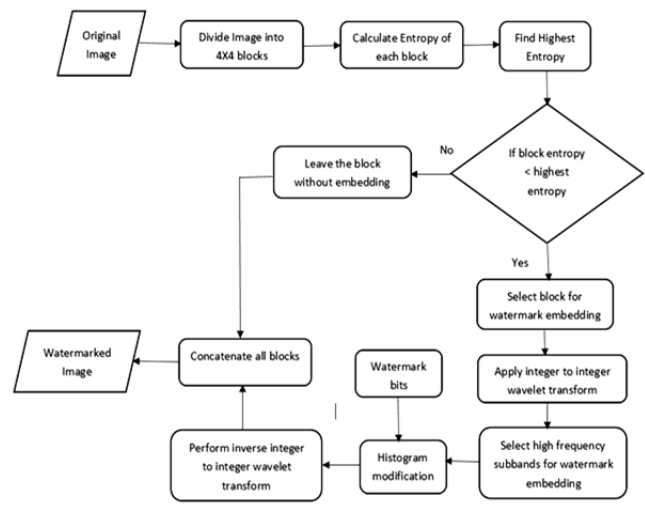 Original
Image
Divide Image into
4X4 blocks
Calculate Entropy of
each block
Find Highest
Entropy
If block entropy
< highest
entropy
No
Leave the block
without embedding
Yes
Select block for
watermark embedding
Apply integer to integer
wavelet transform
Select high frequency
subbands for watermark
embedding
Watermark
bits
Histogram
modification
Perform inverse integer
to integer wavelet
transform
Concatenate all blocks
Watermarked
Image